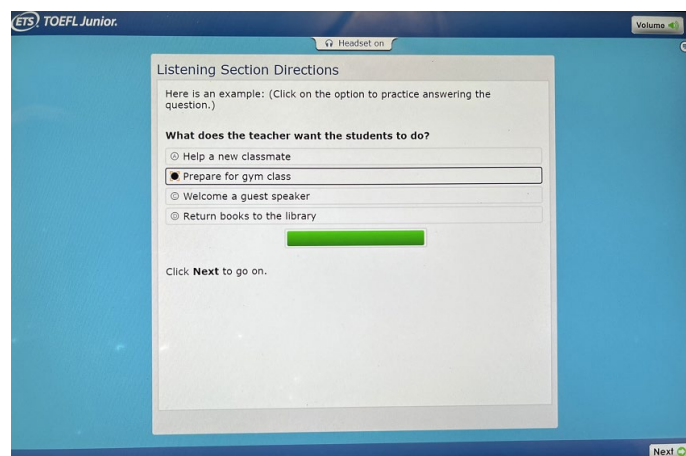 ETS TOEFL Junior.
Volume
Headset on
Listening Section Directions
Here is an example: (Click on the option to practice answering the
question.)
What does the teacher want the students to do?
A Help a new classmate
Prepare for gym class
C Welcome a guest speaker
D Return books to the library
Click Next to go on.
Next